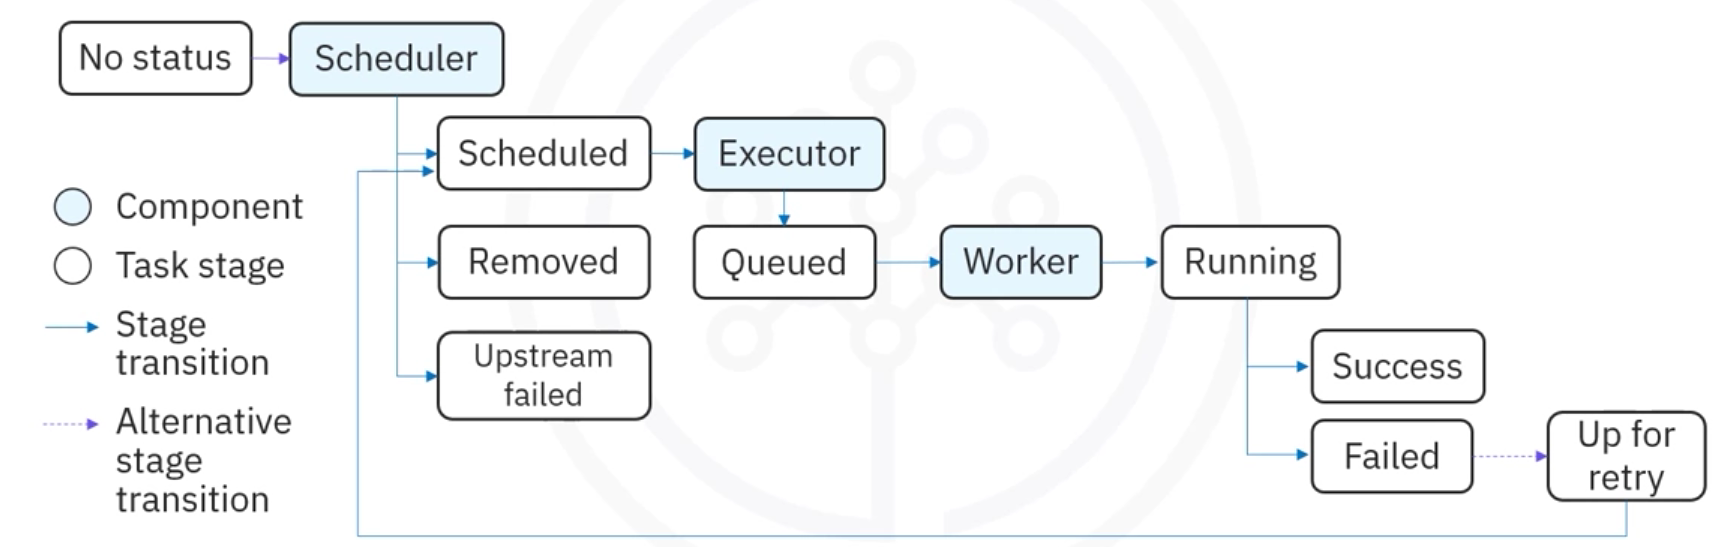 No status
Scheduler
Scheduled
Executor
Component
Removed
Queued
Worker
Running
Task stage
Stage
transition
Upstream
failed
Success
Alternative
stage
transition
Failed
Up for
retry